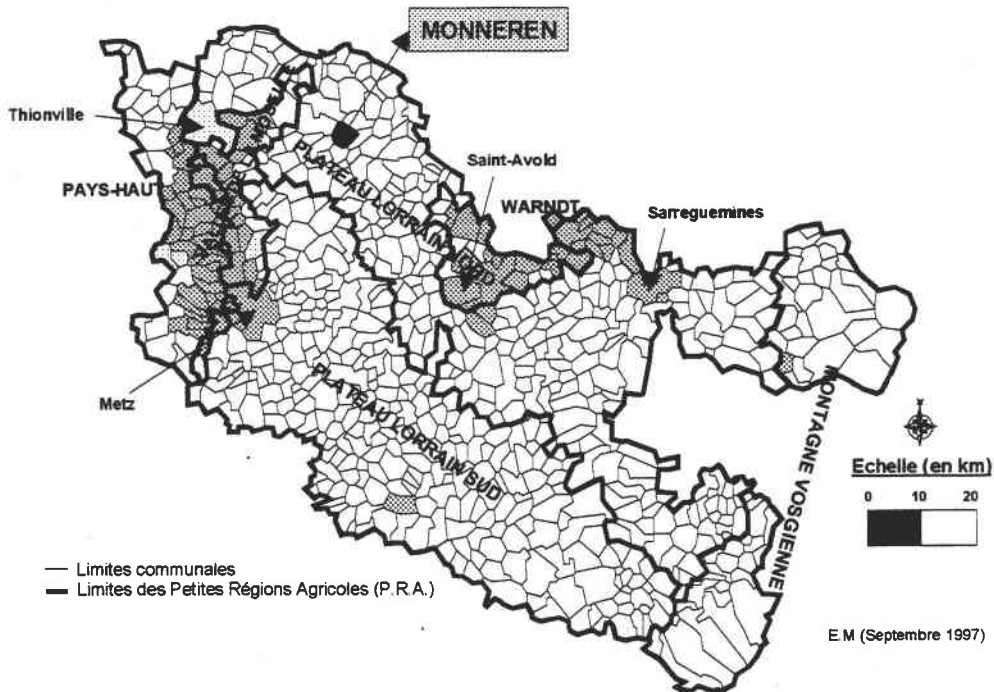 MONNEREN
Thionville
Saint-Avold
PLATEAU LORRAIN NORD
PAYS-HAUT
WARNDT
Sarreguemines
Metz
PLATEAU LORRAIN SUD
MONTAGNE VOSGIENNE
Echelle (en km)
0 10 20
Limites communales
Limites des Petites Régions Agricoles (P.R.A.)
E.M (Septembre 1997)